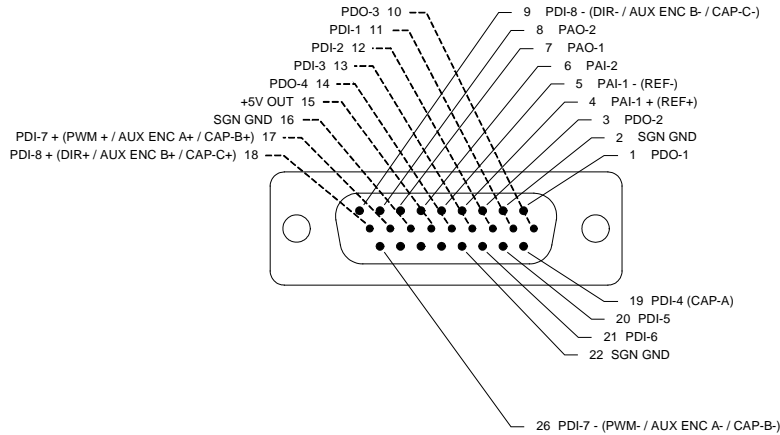 PDO-3 10
PDI-1 11
PDI-2 12
PDI-3 13
PDO-4 14
+5V OUT 15
SGN GND 16
PDI-7 + (PWM + / AUX ENC A+ / CAP-B+) 17
PDI-8 + (DIR+ / AUX ENC B+ / CAP-C+) 18
9 PDI-8 - (DIR- / AUX ENC B- / CAP-C-)
8 PAO-2
7 PAO-1
6 PAI-2
5 PAI-1 - (REF-)
4 PAI-1 + (REF+)
3 PDO-2
2 SGN GND
1 PDO-1
19 PDI-4 (CAP-A)
20 PDI-5
21 PDI-6
22 SGN GND
26 PDI-7 - (PWM- / AUX ENC A- / CAP-B-)